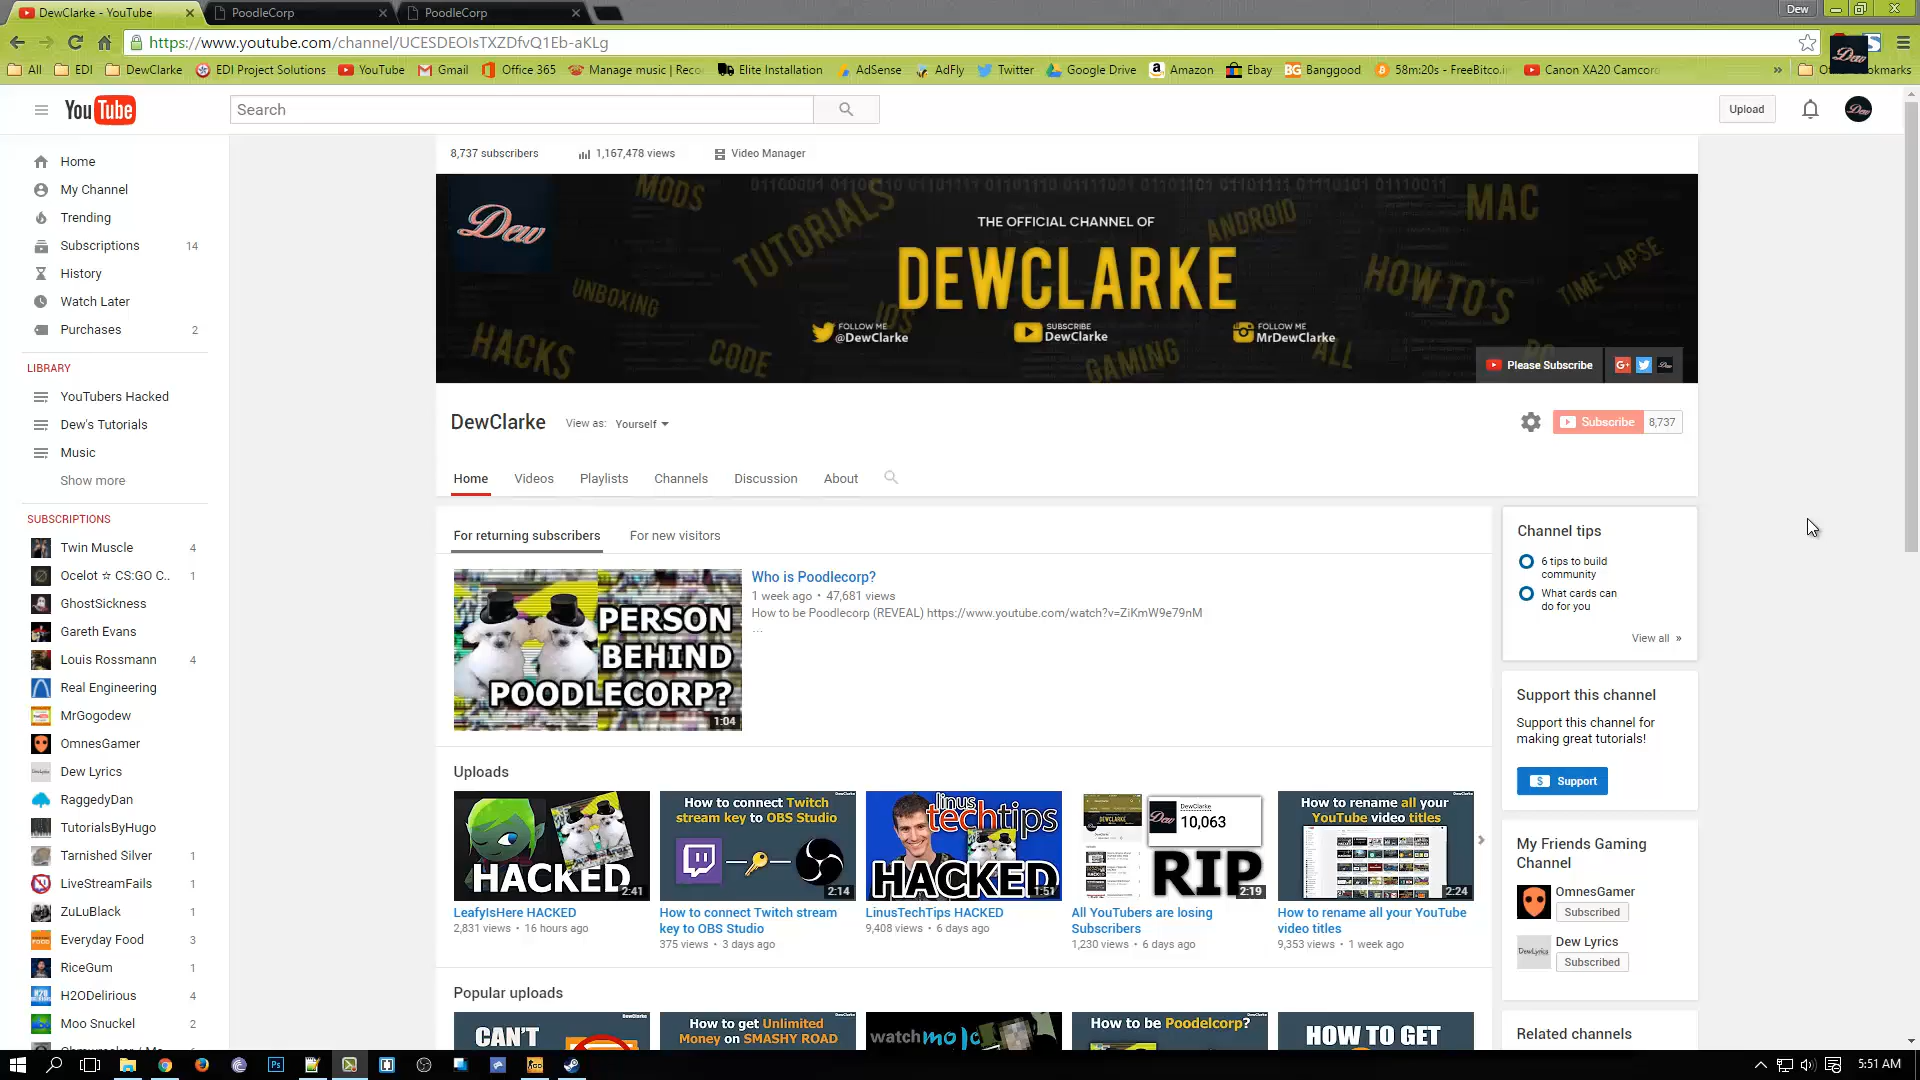 DewClarke - YouTube
PoodleCorp
PoodleCorp
Dew
https://www.youtube.com/channel/UCESDEOIsTXZDfvQ1Eb-aKLg
All
EDI
DewClarke
EDI Project Solutions
YouTube
Gmail
Office 365
Manage music | Reco
Elite Installation
AdSense
AdFly
Twitter
Google Drive
Amazon
Ebay
Banggood
58m:20s - FreeBitco.i
Canon XA20 Camcor
YouTube
Search
Upload
Home
My Channel
Trending
Subscriptions 14
History
Watch Later
Purchases 2
LIBRARY
YouTubers Hacked
Dew's Tutorials
Music
Show more
SUBSCRIPTIONS
Twin Muscle 4
Ocelot ☆ CS:GO C.. 1
GhostSickness
Gareth Evans
Louis Rossmann 4
Real Engineering
MrGogodew
OmnesGamer
Dew Lyrics
RaggedyDan
TutorialsByHugo
Tarnished Silver 1
LiveStreamFails 1
ZuLuBlack 1
Everyday Food 3
RiceGum 1
H2ODelirious 4
Moo Snuckel 2
8,737 subscribers
1,167,478 views
Video Manager
Dew
MODS
TUTORIALS
UNBOXING
HACKS
CODE
IOS
THE OFFICIAL CHANNEL OF
DEWCLARKE
ANDROID
MAC
HOW TO'S
TIME-LAPSE
GAMING
ALL
PC
FOLLOW ME
@DewClarke
SUBSCRIBE
DewClarke
FOLLOW ME
MrDewClarke
Please Subscribe
DewClarke
View as: Yourself
Subscribe 8,737
Home
Videos
Playlists
Channels
Discussion
About
For returning subscribers
For new visitors
PERSON
BEHIND
POODLECORP?
1:04
Who is Poodlecorp?
1 week ago • 47,681 views
How to be Poodlecorp (REVEAL) https://www.youtube.com/watch?v=ZiKmW9e79nM
...
Uploads
HACKED
2:41
LeafyIsHere HACKED
2,831 views • 16 hours ago
How to connect Twitch
stream key to OBS Studio
2:14
How to connect Twitch stream
key to OBS Studio
375 views • 3 days ago
linus
techtips
HACKED
1:51
LinusTechTips HACKED
9,408 views • 6 days ago
DewClarke
10,063
RIP
2:19
All YouTubers are losing
Subscribers
1,230 views • 6 days ago
How to rename all your
YouTube video titles
2:24
How to rename all your YouTube
video titles
9,353 views • 1 week ago
Popular uploads
CAN'T
How to get Unlimited
Money on SMASHY ROAD
watchmojo
How to be Poodelcorp?
HOW TO GET
Channel tips
6 tips to build
community
What cards can
do for you
View all »
Support this channel
Support this channel for
making great tutorials!
Support
My Friends Gaming
Channel
OmnesGamer
Subscribed
Dew Lyrics
Subscribed
Related channels
5:51 AM